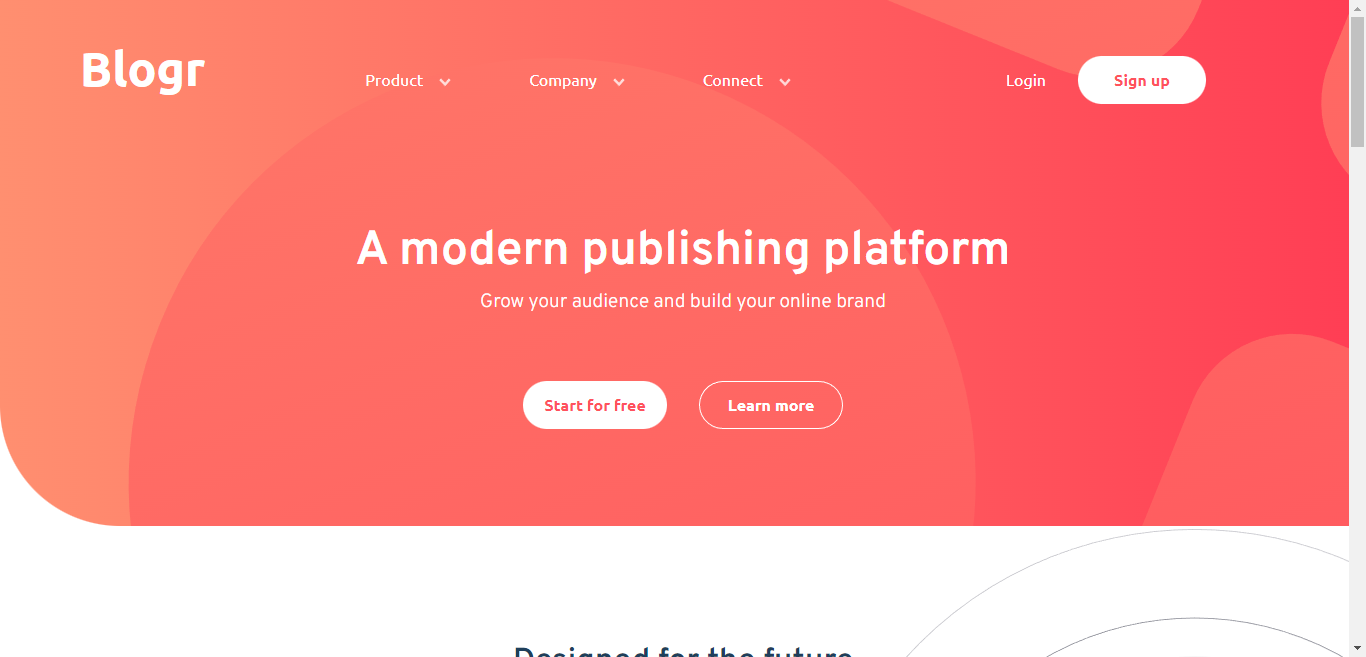 Blogr
Product
Company
Connect
Login
Sign up
A modern publishing platform
Grow your audience and build your online brand
Start for free
Learn more
Designed for the future